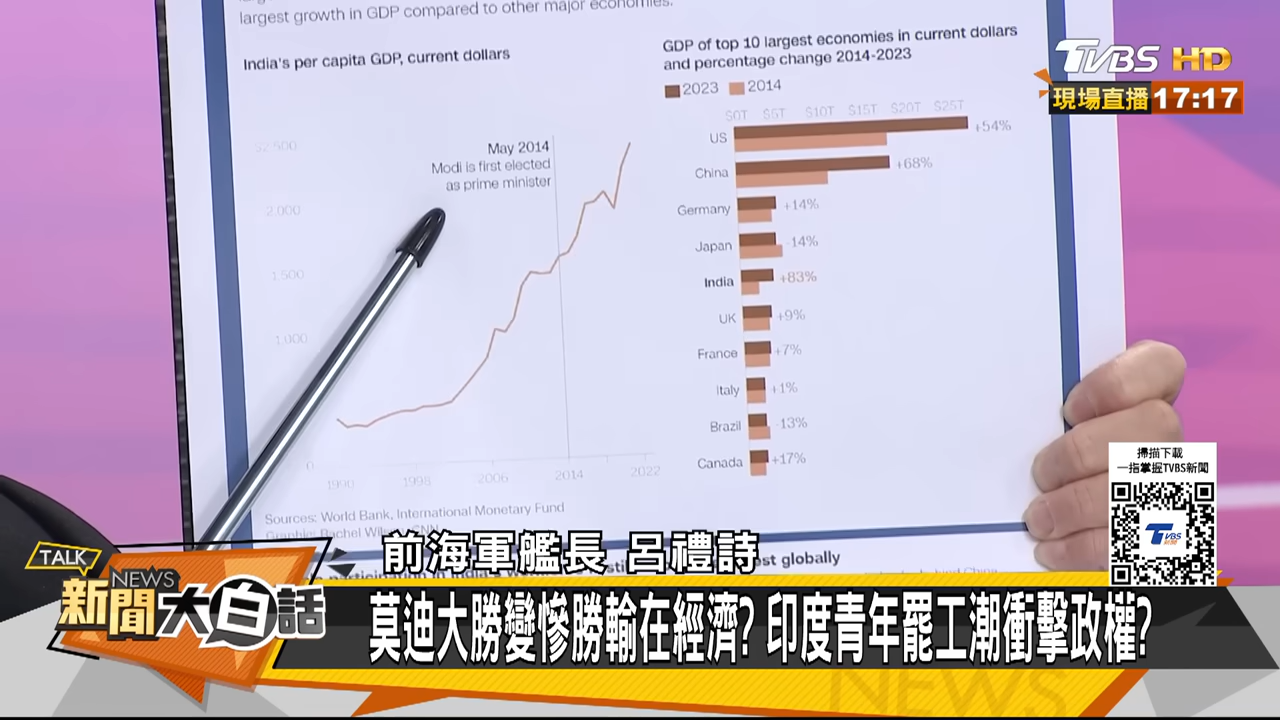 largest growth in GDP compared to other major economies.
India's per capita GDP, current dollars
$2,500
2,000
1,500
1,000
0
May 2014
Modi is first elected
as prime minister
1990
1998
2006
2014
2022
Sources: World Bank, International Monetary Fund
GDP of top 10 largest economies in current dollars
and percentage change 2014-2023
2023 2014
$0T $5T $10T $15T $20T $25T
US +54%
China +68%
Germany +14%
Japan -14%
India +83%
UK +9%
France +7%
Italy +1%
Brazil -13%
Canada +17%
st globally
TVBS HD
現場直播 17:17
掃描下載
一指掌握TVBS新聞
TVBS
新聞
前海軍艦長 呂禮詩
TALK
NEWS
新聞大白話
莫迪大勝變慘勝輸在經濟? 印度青年罷工潮衝擊政權?
NEWS